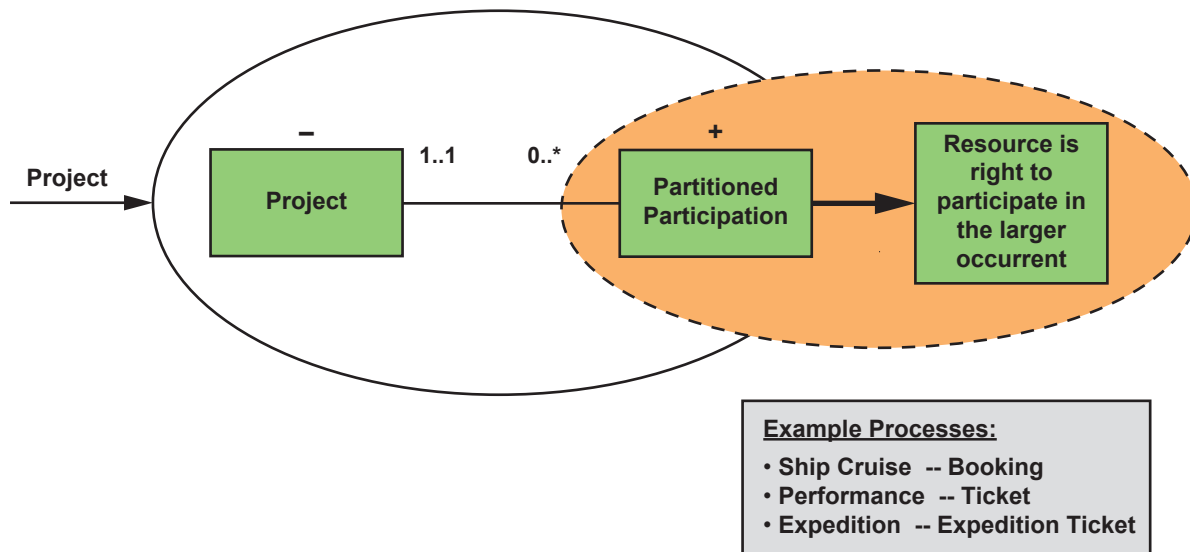 Project
–
Project
1..1
0..*
+
Partitioned
Participation
Resource is
right to
participate in
the larger
occurrent
Example Processes:
• Ship Cruise -- Booking
• Performance -- Ticket
• Expedition -- Expedition Ticket